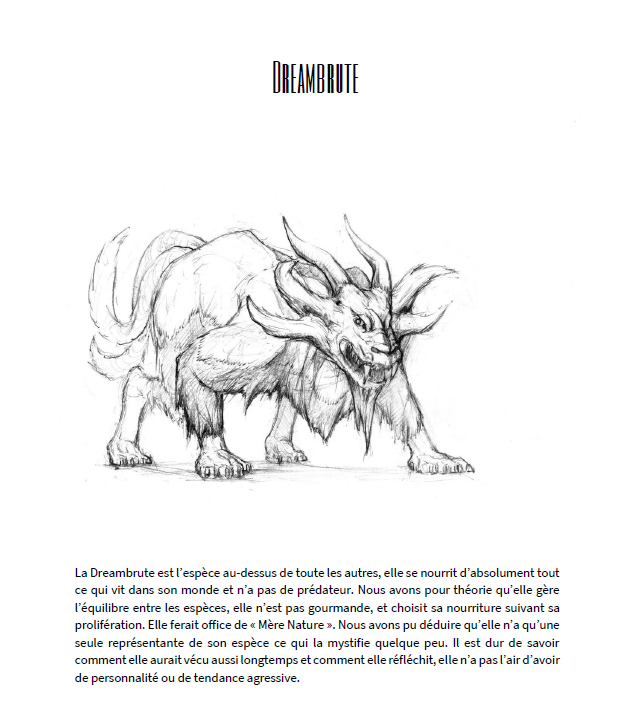 Dreambrute
La Dreambrute est l'espèce au-dessus de toute les autres, elle se nourrit d'absolument tout
ce qui vit dans son monde et n'a pas de prédateur. Nous avons pour théorie qu'elle gère
l'équilibre entre les espèces, elle n'est pas gourmande, et choisit sa nourriture suivant sa
prolifération. Elle ferait office de « Mère Nature ». Nous avons pu déduire qu'elle n'a qu'une
seule représentante de son espèce ce qui la mystifie quelque peu. Il est dur de savoir
comment elle aurait vécu aussi longtemps et comment elle réfléchit, elle n'a pas l'air d'avoir
de personnalité ou de tendance agressive.